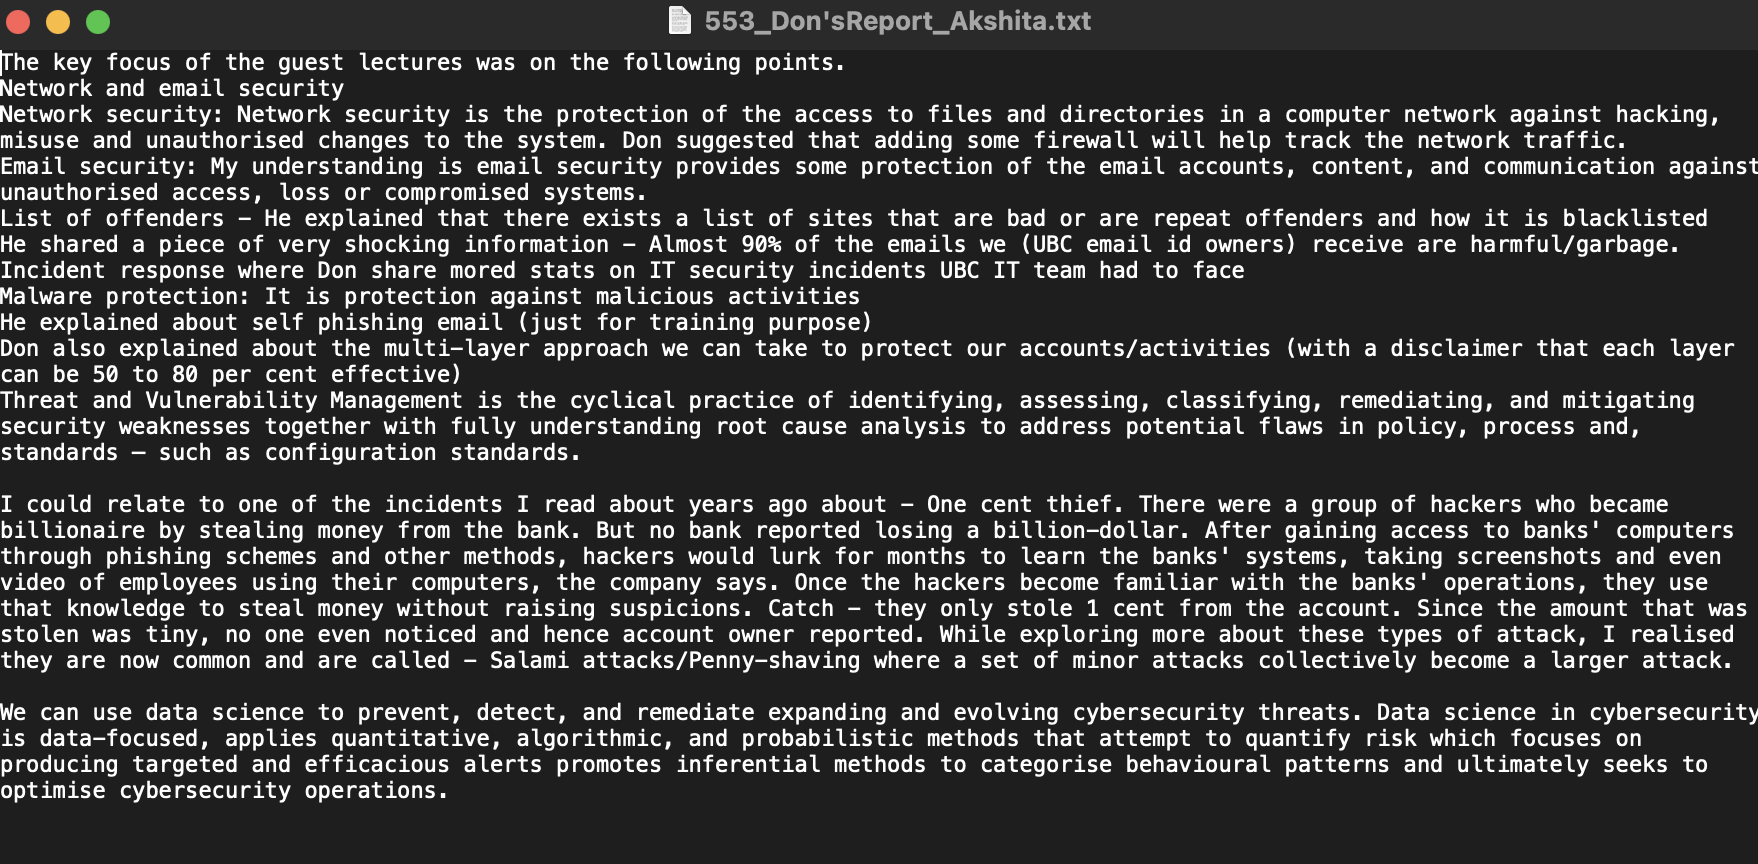 553_Don'sReport_Akshita.txt
The key focus of the guest lectures was on the following points.
Network and email security
Network security: Network security is the protection of the access to files and directories in a computer network against hacking,
misuse and unauthorised changes to the system. Don suggested that adding some firewall will help track the network traffic.
Email security: My understanding is email security provides some protection of the email accounts, content, and communication against
unauthorised access, loss or compromised systems.
List of offenders – He explained that there exists a list of sites that are bad or are repeat offenders and how it is blacklisted
He shared a piece of very shocking information – Almost 90% of the emails we (UBC email id owners) receive are harmful/garbage.
Incident response where Don share mored stats on IT security incidents UBC IT team had to face
Malware protection: It is protection against malicious activities
He explained about self phishing email (just for training purpose)
Don also explained about the multi-layer approach we can take to protect our accounts/activities (with a disclaimer that each layer
can be 50 to 80 per cent effective)
Threat and Vulnerability Management is the cyclical practice of identifying, assessing, classifying, remediating, and mitigating
security weaknesses together with fully understanding root cause analysis to address potential flaws in policy, process and,
standards – such as configuration standards.
I could relate to one of the incidents I read about years ago about – One cent thief. There were a group of hackers who became
billionaire by stealing money from the bank. But no bank reported losing a billion-dollar. After gaining access to banks' computers
through phishing schemes and other methods, hackers would lurk for months to learn the banks' systems, taking screenshots and even
video of employees using their computers, the company says. Once the hackers become familiar with the banks' operations, they use
that knowledge to steal money without raising suspicions. Catch – they only stole 1 cent from the account. Since the amount that was
stolen was tiny, no one even noticed and hence account owner reported. While exploring more about these types of attack, I realised
they are now common and are called – Salami attacks/Penny-shaving where a set of minor attacks collectively become a larger attack.
We can use data science to prevent, detect, and remediate expanding and evolving cybersecurity threats. Data science in cybersecurity
is data-focused, applies quantitative, algorithmic, and probabilistic methods that attempt to quantify risk which focuses on
producing targeted and efficacious alerts promotes inferential methods to categorise behavioural patterns and ultimately seeks to
optimise cybersecurity operations.